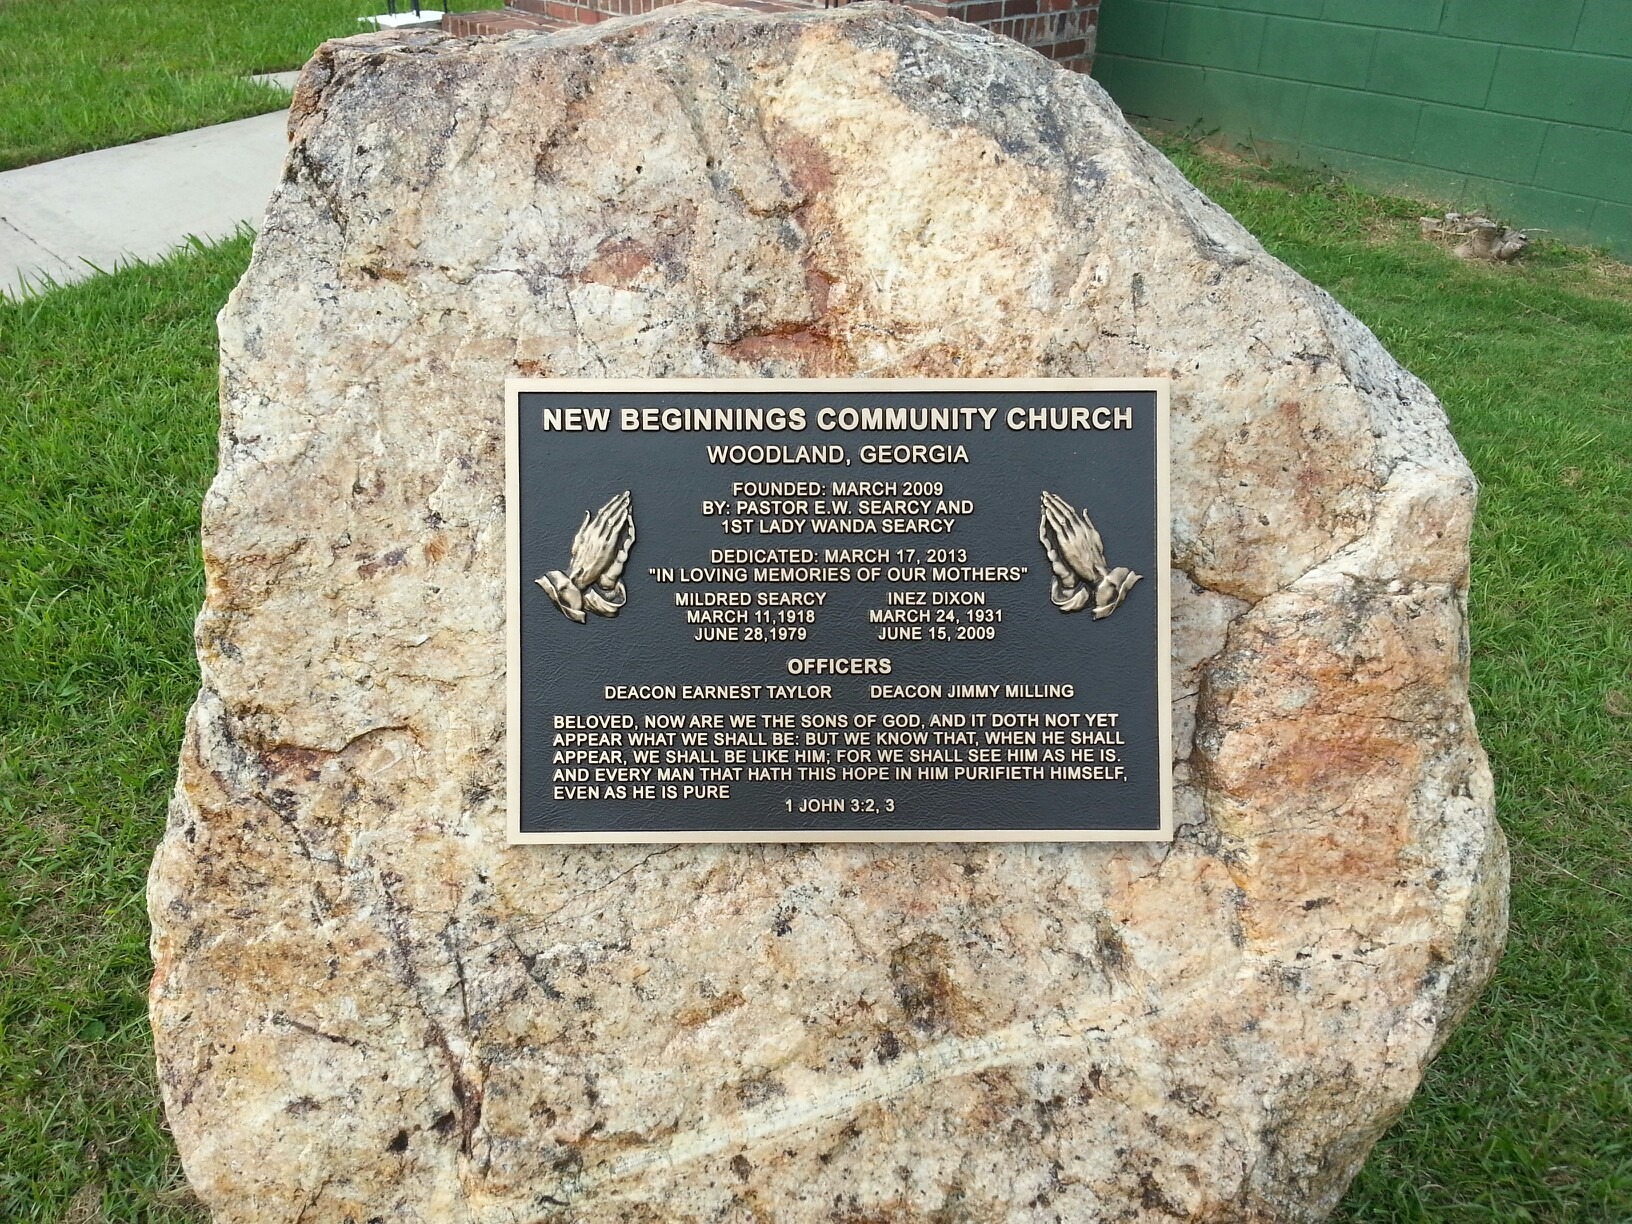 NEW BEGINNINGS COMMUNITY CHURCH
WOODLAND, GEORGIA
FOUNDED: MARCH 2009
BY: PASTOR E.W. SEARCY AND
1ST LADY WANDA SEARCY
DEDICATED: MARCH 17, 2013
"IN LOVING MEMORIES OF OUR MOTHERS"
MILDRED SEARCY INEZ DIXON
MARCH 11,1918 MARCH 24, 1931
JUNE 28,1979 JUNE 15, 2009
OFFICERS
DEACON EARNEST TAYLOR DEACON JIMMY MILLING
BELOVED, NOW ARE WE THE SONS OF GOD, AND IT DOTH NOT YET
APPEAR WHAT WE SHALL BE: BUT WE KNOW THAT, WHEN HE SHALL
APPEAR, WE SHALL BE LIKE HIM; FOR WE SHALL SEE HIM AS HE IS.
AND EVERY MAN THAT HATH THIS HOPE IN HIM PURIFIETH HIMSELF,
EVEN AS HE IS PURE
1 JOHN 3:2, 3